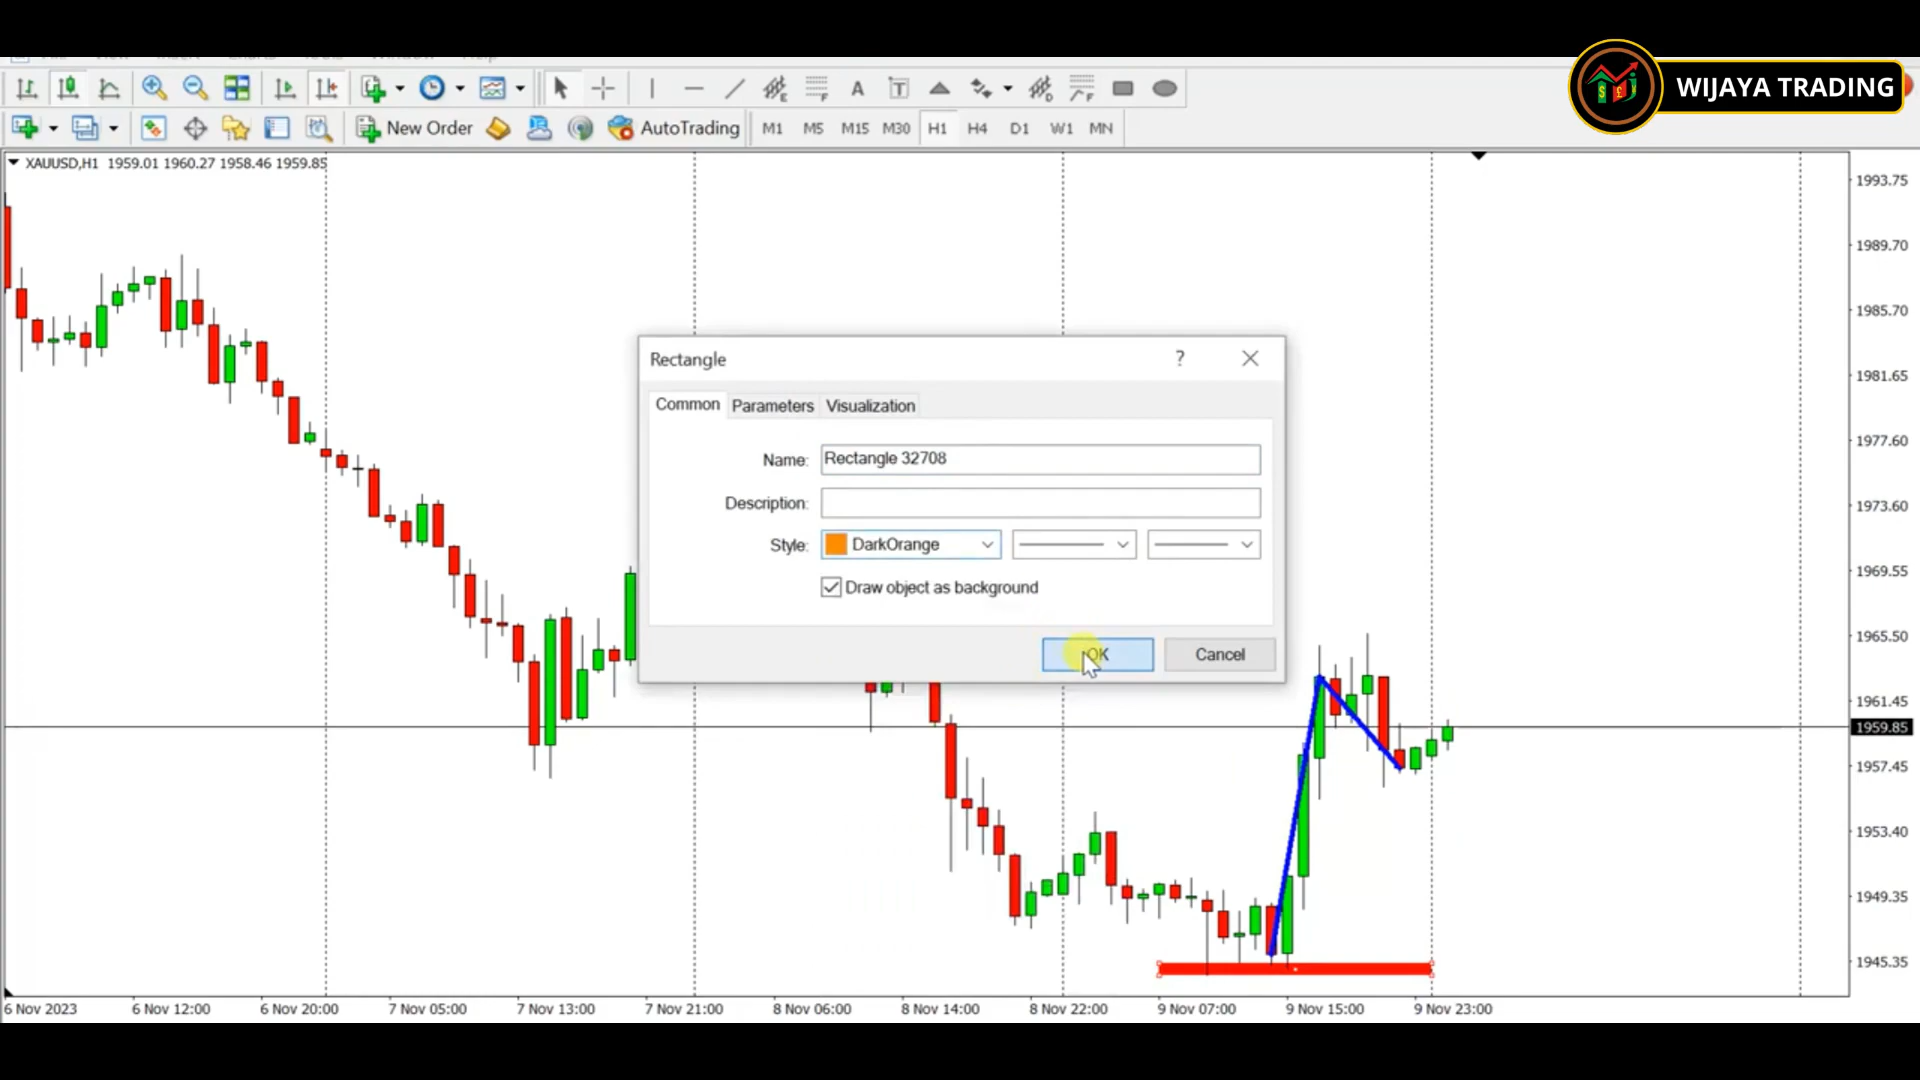 WIJAYA TRADING
New Order
AutoTrading
M1 M5 M15 M30 H1 H4 D1 W1 MN
XAUUSD,H1 1959.01 1960.27 1958.46 1959.85
1993.75
1989.70
1985.70
1981.65
1977.60
1973.60
1969.55
1965.50
1961.45
1959.85
1957.45
1953.40
1949.35
1945.35
Rectangle
?
Common Parameters Visualization
Name: Rectangle 32708
Description:
Style: DarkOrange
Draw object as background
OK Cancel
6 Nov 2023 6 Nov 12:00 6 Nov 20:00 7 Nov 05:00 7 Nov 13:00 7 Nov 21:00 8 Nov 06:00 8 Nov 14:00 8 Nov 22:00 9 Nov 07:00 9 Nov 15:00 9 Nov 23:00